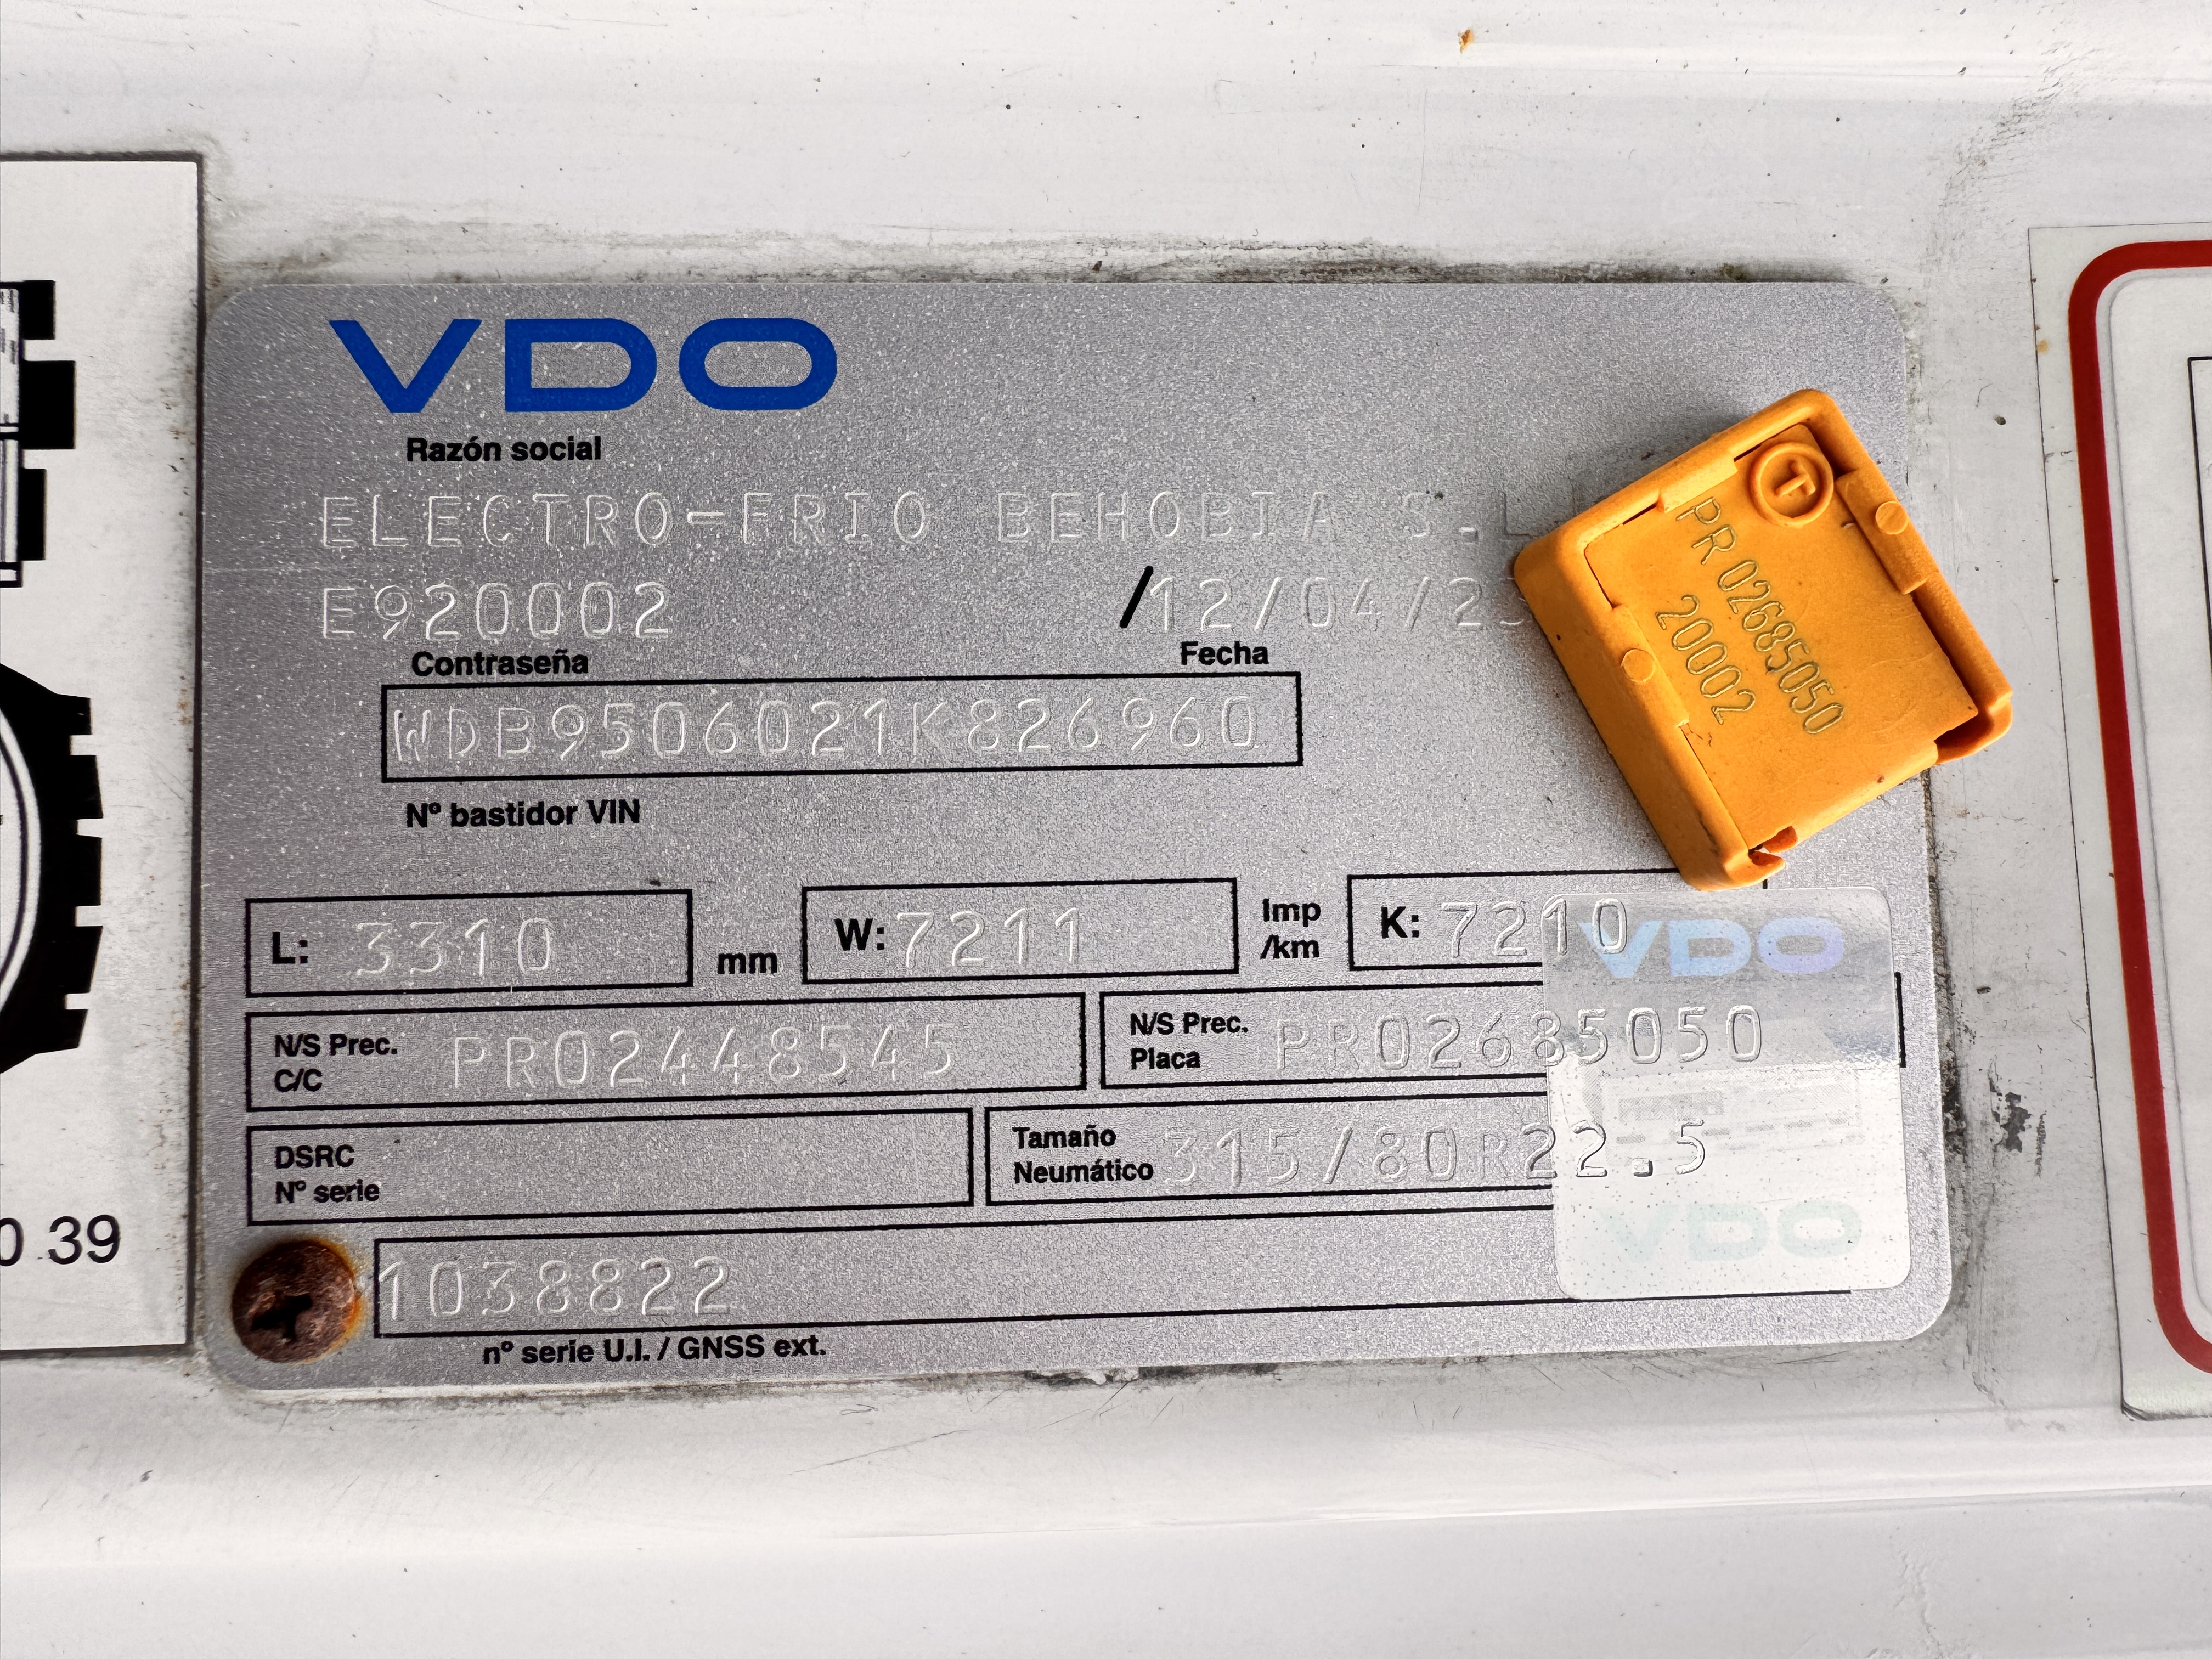 VDO
Razón social
ELECTRO-FRIO BEHOBIA S.L
E920002 /12/04/23
Contraseña Fecha
WDB9506021K826960
Nº bastidor VIN
L: 3310 mm W: 7211 Imp /km K: 7210
N/S Prec. C/C PR02448545 N/S Prec. Placa PR02685050
DSRC Nº serie Tamaño Neumático 315/80R22.5
1038822
nº serie U.I. / GNSS ext.
T
PR 02685050
20002
VDO
VDO
0 39